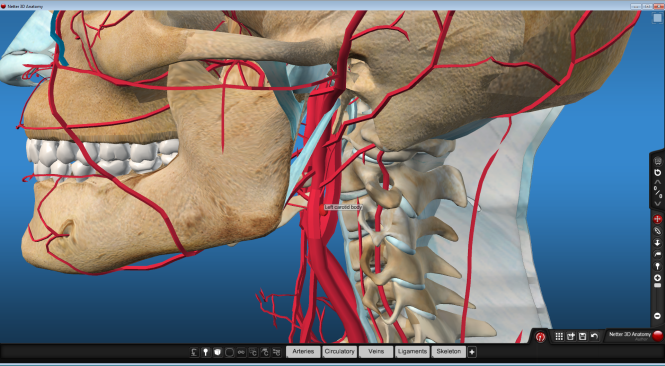 Netter 3D Anatomy
Left carotid body
Netter 3D Anatomy
Arteries
Circulatory
Veins
Ligaments
Skeleton